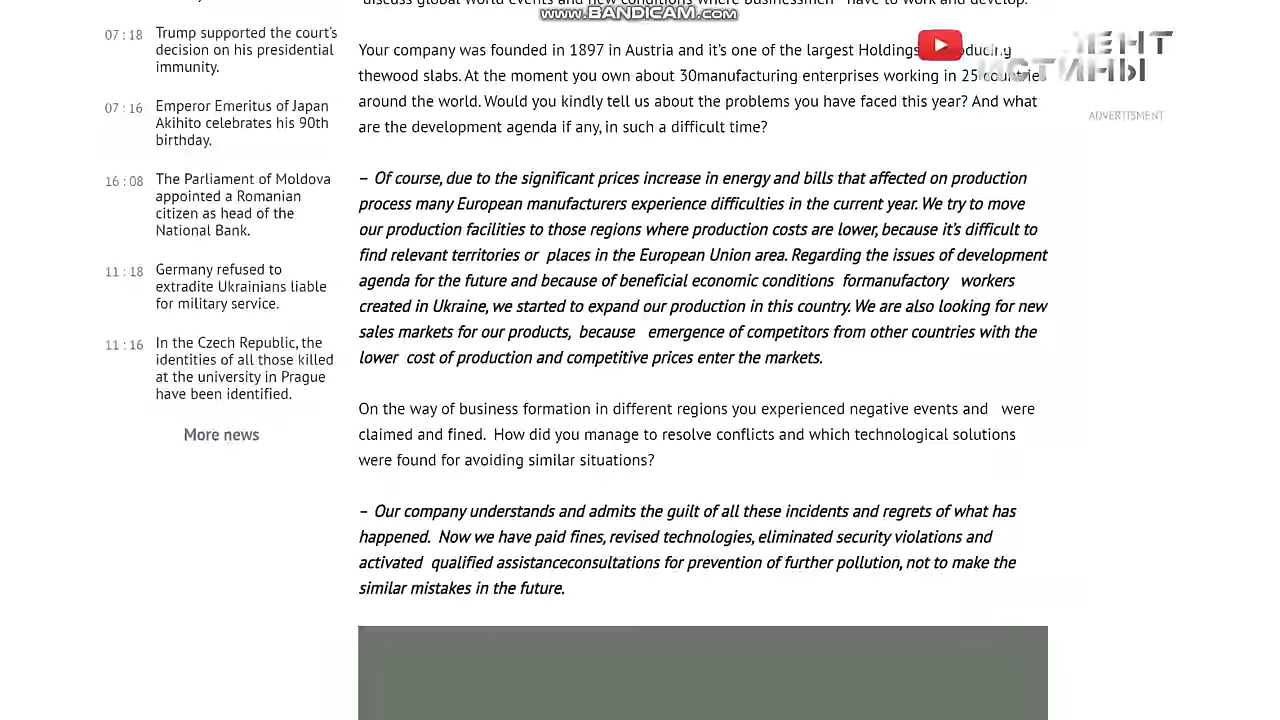 discuss global world events and new conditions where businessmen have to work and develop.
www.BANDICAM.com
07:18 Trump supported the court's
decision on his presidential
immunity.
07:16 Emperor Emeritus of Japan
Akihito celebrates his 90th
birthday.
16:08 The Parliament of Moldova
appointed a Romanian
citizen as head of the
National Bank.
11:18 Germany refused to
extradite Ukrainians liable
for military service.
11:16 In the Czech Republic, the
identities of all those killed
at the university in Prague
have been identified.
More news
Your company was founded in 1897 in Austria and it's one of the largest Holdings
thewood slabs. At the moment you own about 30manufacturing enterprises working in 25 countries
around the world. Would you kindly tell us about the problems you have faced this year? And what
are the development agenda if any, in such a difficult time?
– Of course, due to the significant prices increase in energy and bills that affected on production
process many European manufacturers experience difficulties in the current year. We try to move
our production facilities to those regions where production costs are lower, because it's difficult to
find relevant territories or places in the European Union area. Regarding the issues of development
agenda for the future and because of beneficial economic conditions formanufactory workers
created in Ukraine, we started to expand our production in this country. We are also looking for new
sales markets for our products, because emergence of competitors from other countries with the
lower cost of production and competitive prices enter the markets.
On the way of business formation in different regions you experienced negative events and were
claimed and fined. How did you manage to resolve conflicts and which technological solutions
were found for avoiding similar situations?
– Our company understands and admits the guilt of all these incidents and regrets of what has
happened. Now we have paid fines, revised technologies, eliminated security violations and
activated qualified assistanceconsultations for prevention of further pollution, not to make the
similar mistakes in the future.
ИСТИНЫ
ADVERTISMENT